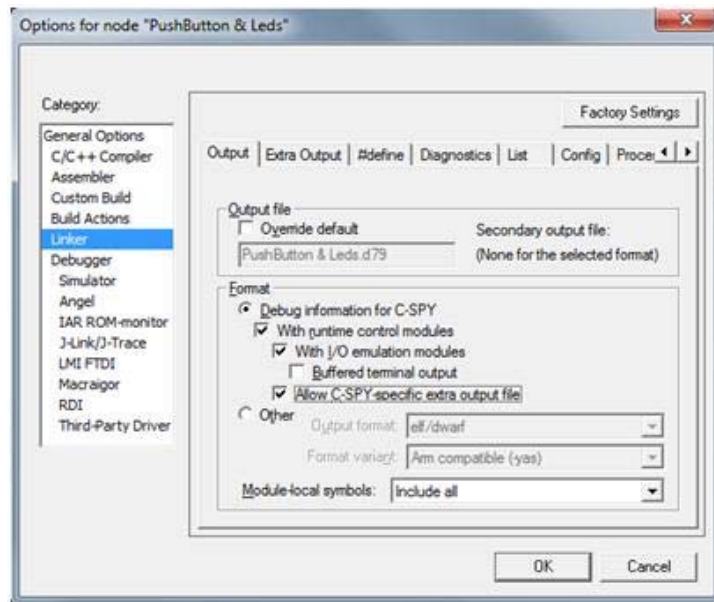 Options for node "PushButton & Leds"
Category:
General Options
C/C++ Compiler
Assembler
Custom Build
Build Actions
Linker
Debugger
Simulator
Angel
IAR ROM-monitor
J-Link/J-Trace
LMI FTDI
Macraigor
RDI
Third-Party Driver
Factory Settings
Output Extra Output #define Diagnostics List Config Proces
Output file
Override default
PushButton & Leds.d79
Secondary output file:
(None for the selected format)
Format
Debug information for C-SPY
With runtime control modules
With I/O emulation modules
Buffered terminal output
Allow C-SPY-specific extra output file
Other
Output format: elf/dwarf
Format variant: Arm compatible (-yas)
Module-local symbols: Include all
OK Cancel